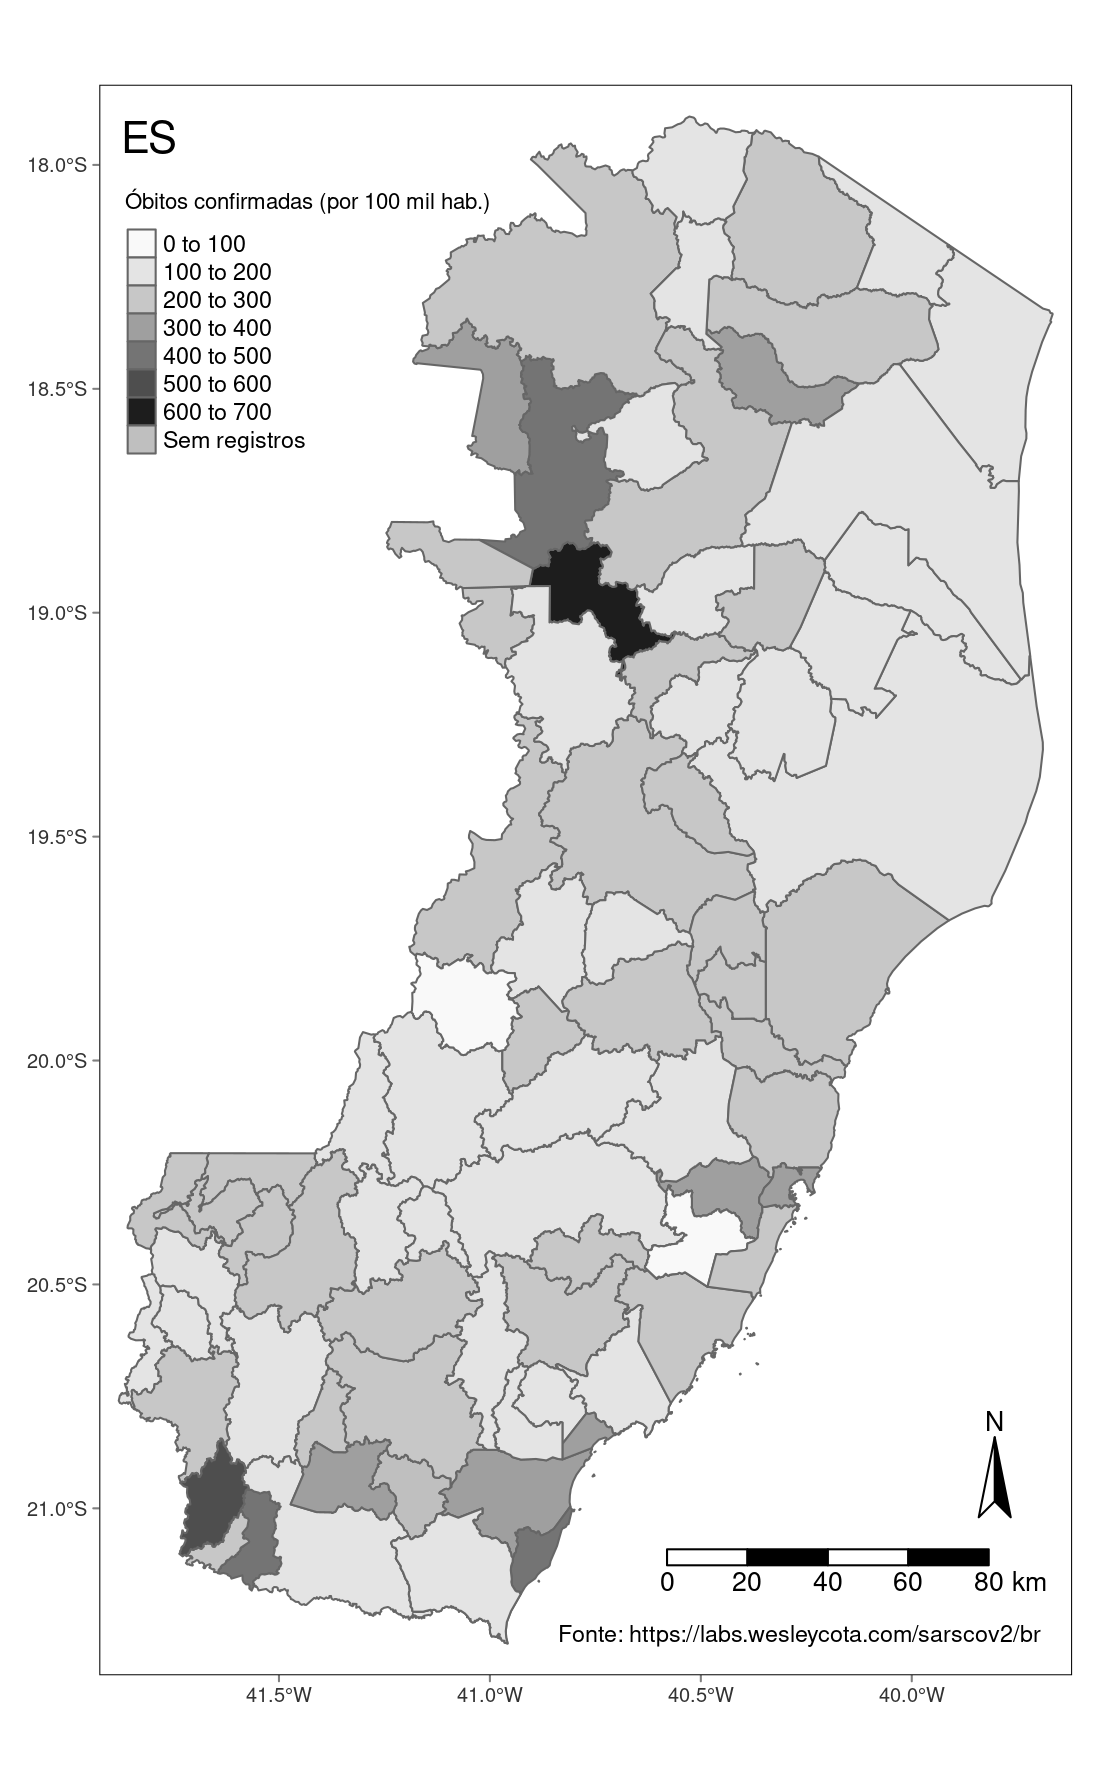 ES
Óbitos confirmadas (por 100 mil hab.)
0 to 100
100 to 200
200 to 300
300 to 400
400 to 500
500 to 600
600 to 700
Sem registros
18.0°S
18.5°S
19.0°S
19.5°S
20.0°S
20.5°S
21.0°S
N
0 20 40 60 80 km
Fonte: https://labs.wesleycota.com/sarscov2/br
41.5°W 41.0°W 40.5°W 40.0°W